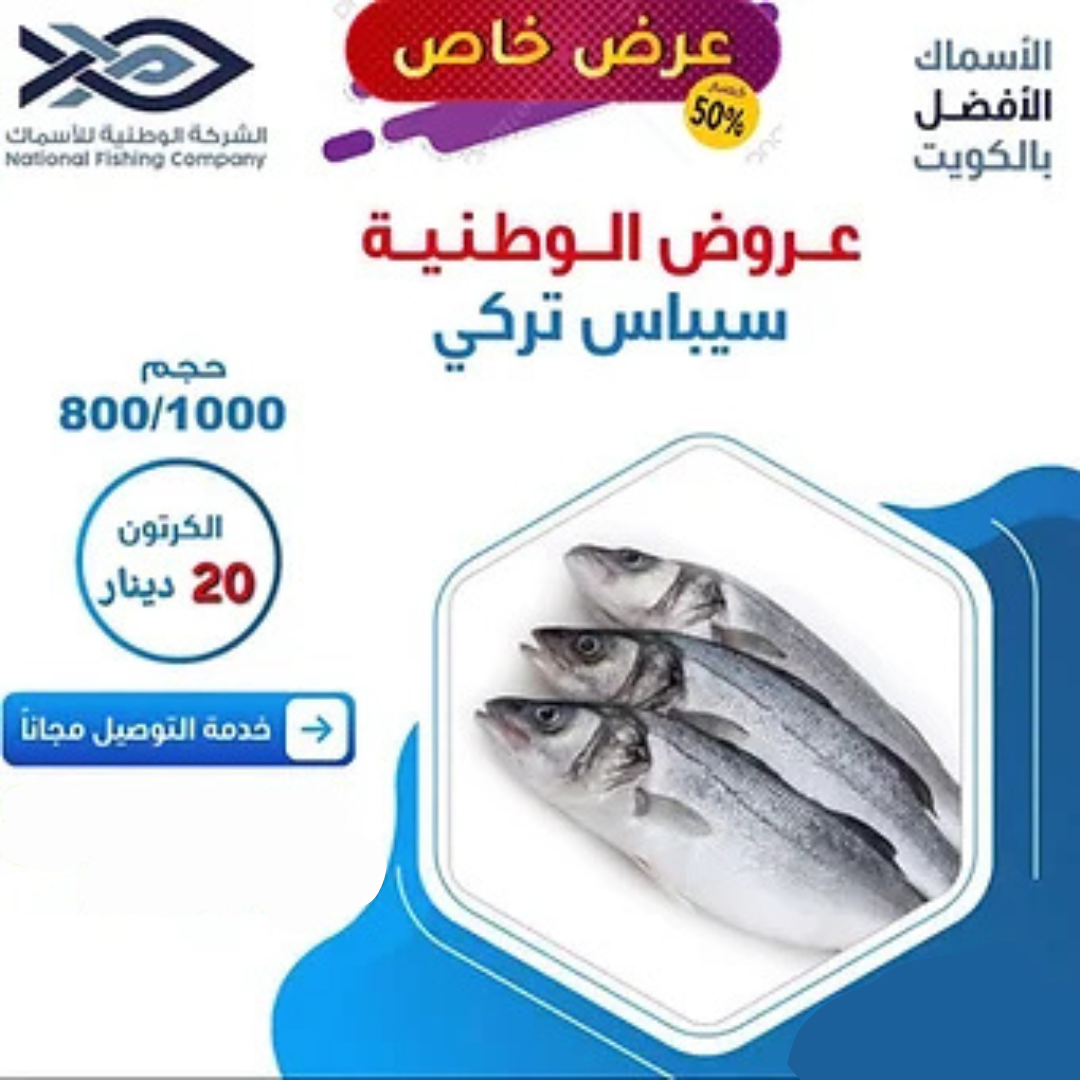 عرض خاص
خصم
50%
الشركة الوطنية للأسماك
National Fishing Company
الأسماك
الأفضل
بالكويت
عروض الوطنية
سيباس تركي
حجم
800/1000
الكرتون
20 دينار
خدمة التوصيل مجاناً